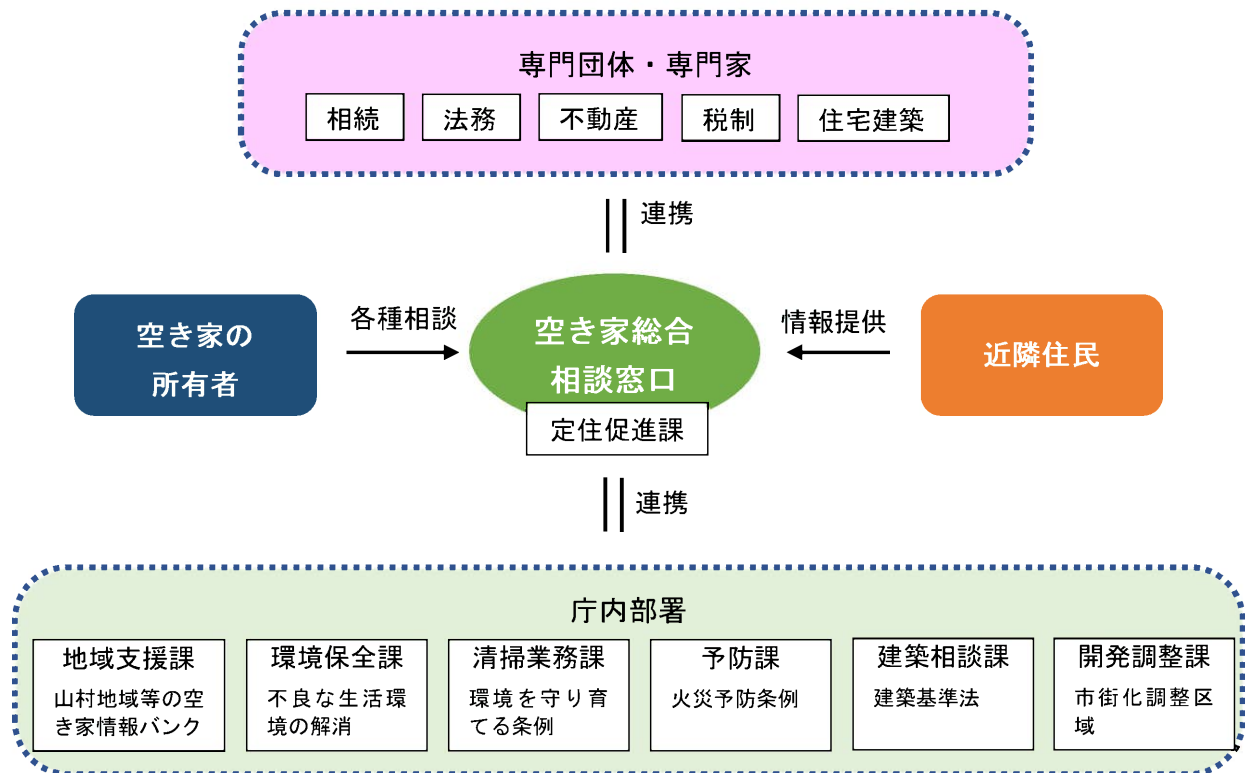 専門団体・専門家
相続
法務
不動産
税制
住宅建築
連携
空き家の
所有者
各種相談
空き家総合
相談窓口
定住促進課
情報提供
近隣住民
連携
庁内部署
地域支援課
山村地域等の空
き家情報バンク
環境保全課
不良な生活環
境の解消
清掃業務課
環境を守り育
てる条例
予防課
火災予防条例
建築相談課
建築基準法
開発調整課
市街化調整区
域